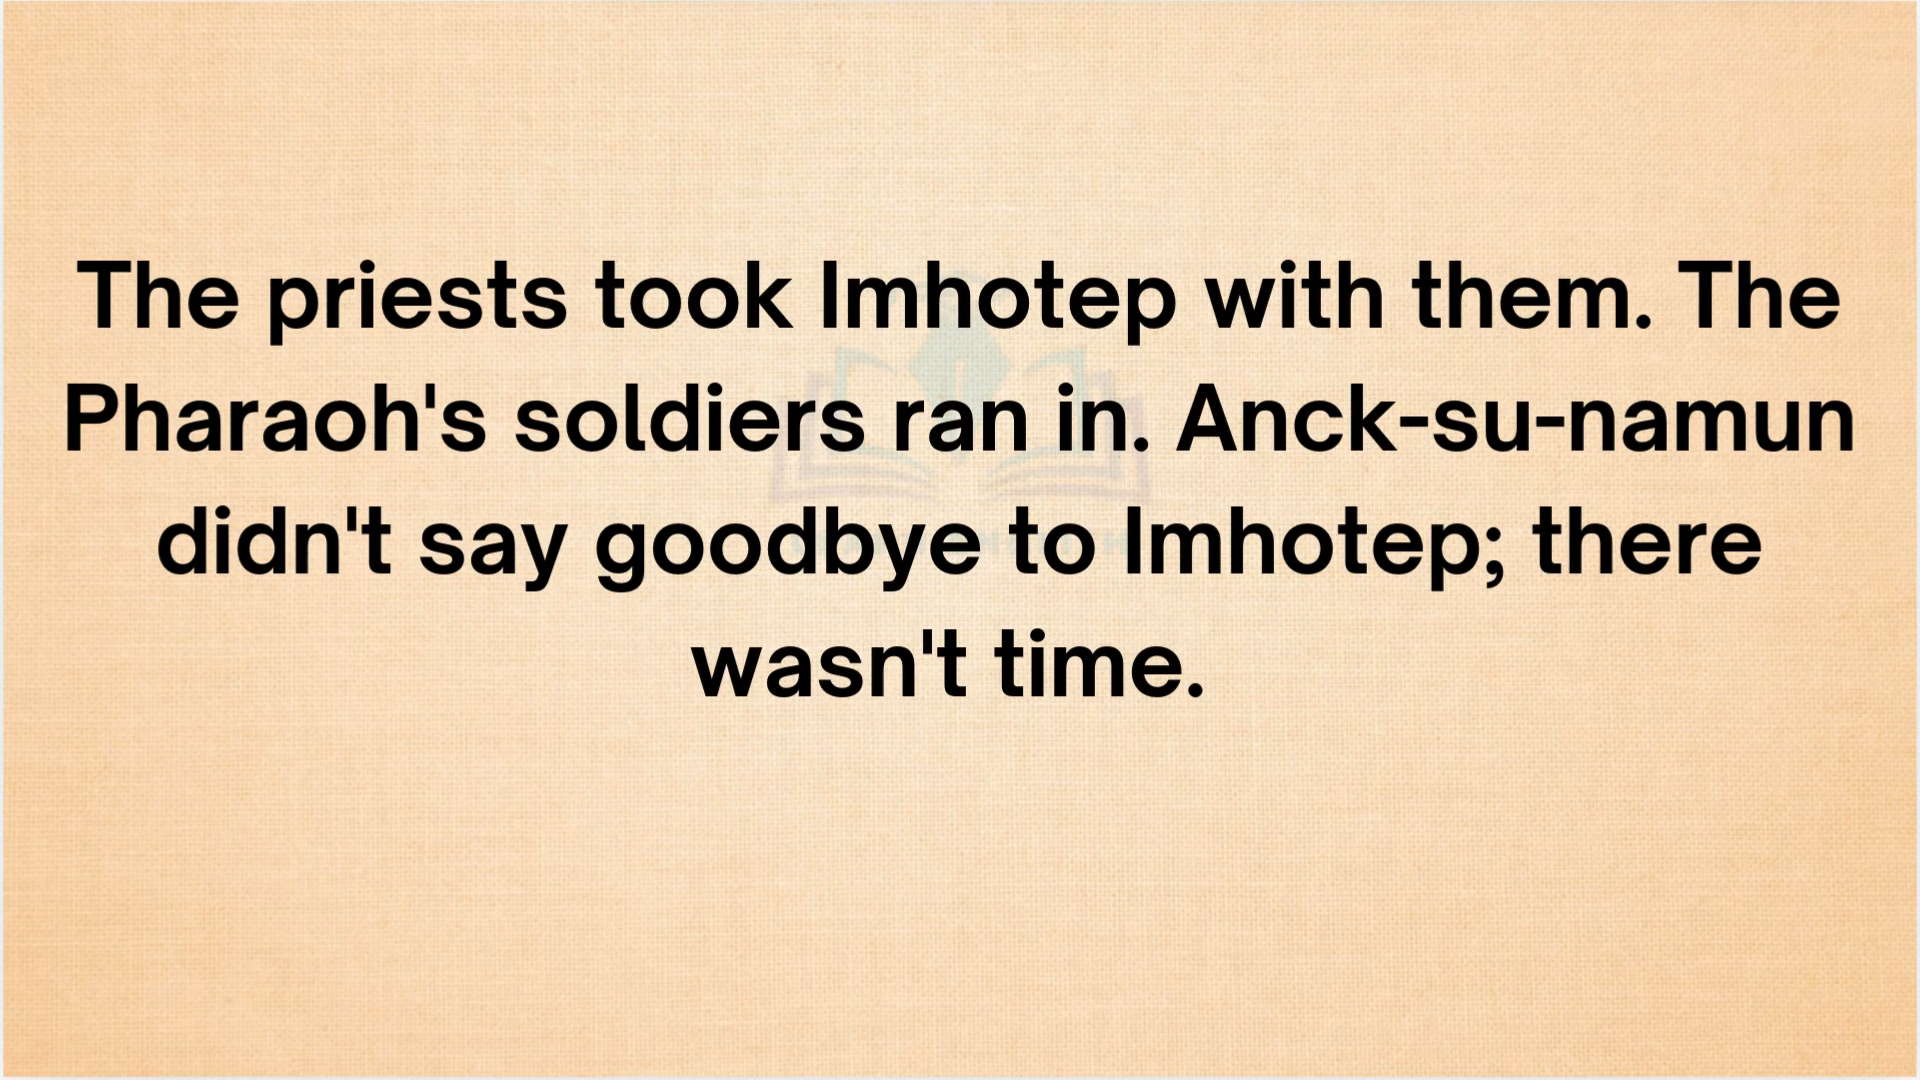 The priests took Imhotep with them. The
Pharaoh's soldiers ran in. Anck-su-namun
didn't say goodbye to Imhotep; there
wasn't time.